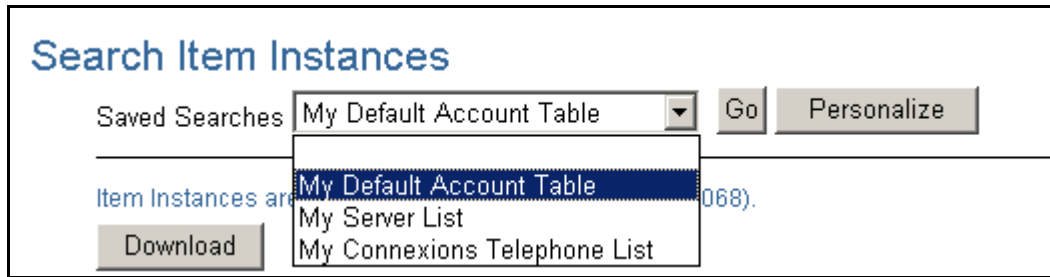 Search Item Instances
Saved Searches My Default Account Table Go Personalize
My Default Account Table
Item Instances are 068).
My Server List
Download
My Connexions Telephone List